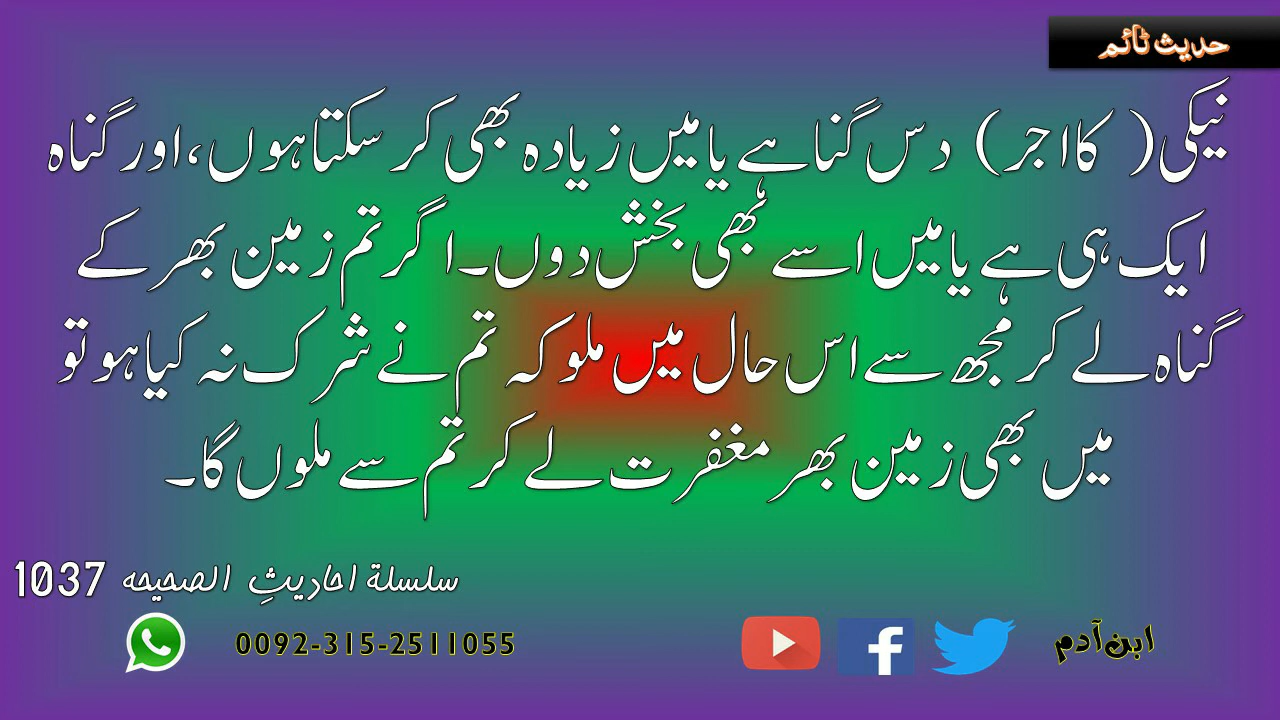 حدیث ٹائم
نیکی( کااجر) دس گنا ہے یا میں زیادہ بھی کر سکتا ہوں، اور گناہ
ایک ہی ہے یا میں اسے بھی بخش دوں۔ اگر تم زمین بھر کے
گناہ لے کر مجھ سے اس حال میں ملو کہ تم نے شرک نہ کیا ہو تو
میں بھی زمین بھر مغفرت لے کر تم سے ملوں گا۔
سلسلة احادیثِ الصحیحه 1037
ابن آدم
0092-315-2511055